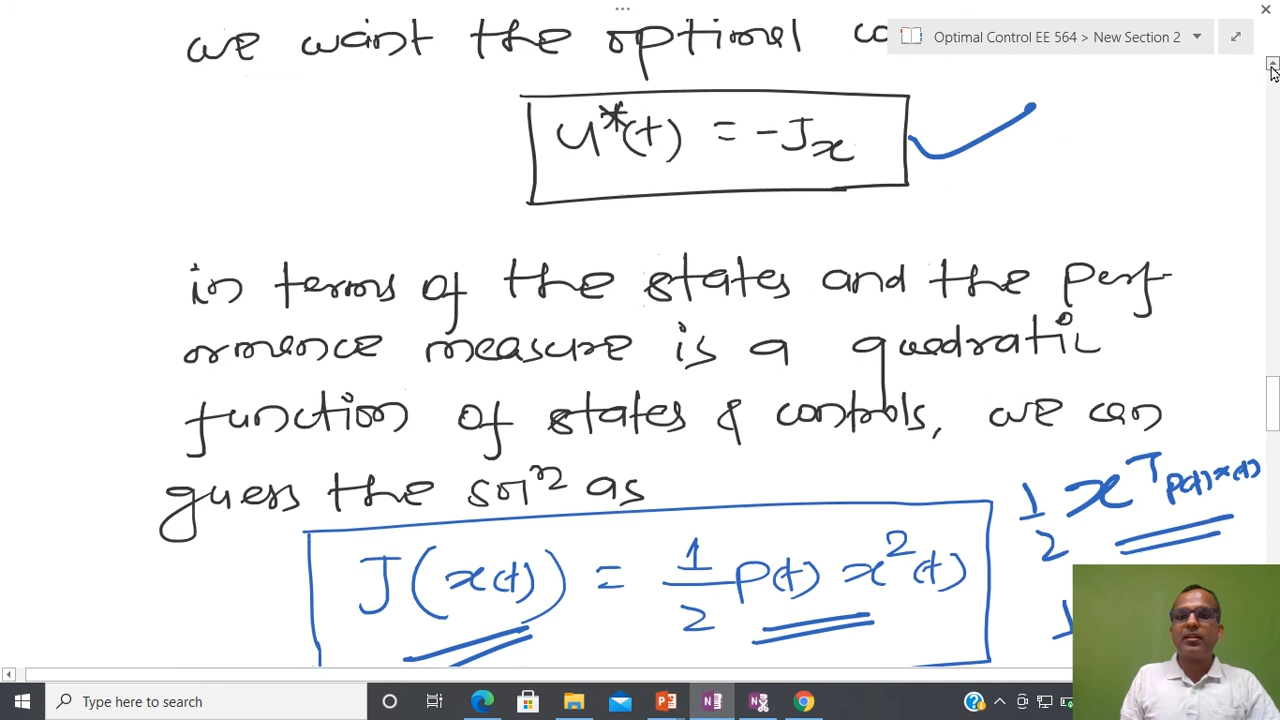 Optimal Control EE 564 > New Section 2
we want the optimal
u*(t) = -Jx
in terms of the states and the perf-
ormance measure is a quadratic
function of states & controls, we can
guess the solⁿ as
J(x(t)) = 1/2 p(t) x²(t)
1/2 xᵀ p(t) x(t)
Type here to search